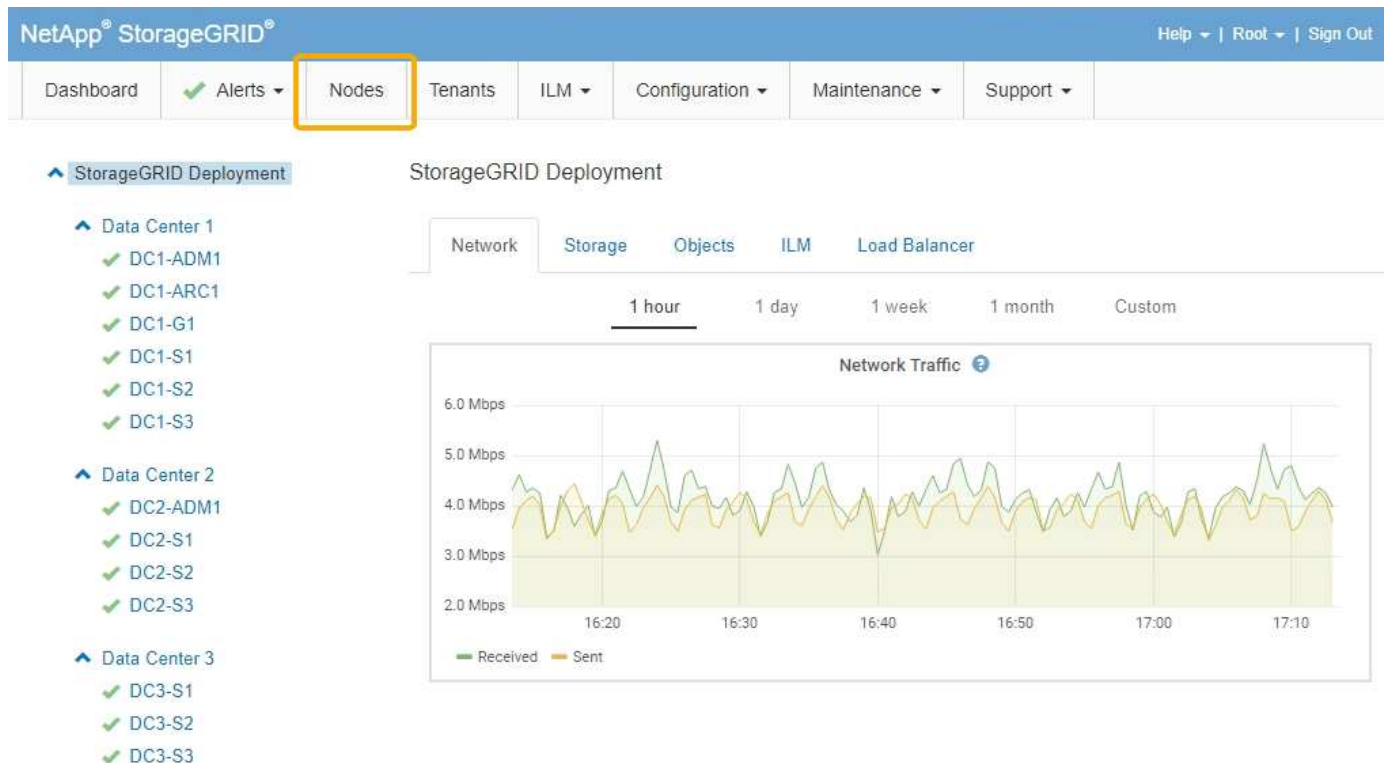 NetApp® StorageGRID®
Help | Root | Sign Out
Dashboard Alerts Nodes Tenants ILM Configuration Maintenance Support
StorageGRID Deployment
Data Center 1
DC1-ADM1
DC1-ARC1
DC1-G1
DC1-S1
DC1-S2
DC1-S3
Data Center 2
DC2-ADM1
DC2-S1
DC2-S2
DC2-S3
Data Center 3
DC3-S1
DC3-S2
DC3-S3
StorageGRID Deployment
Network Storage Objects ILM Load Balancer
1 hour 1 day 1 week 1 month Custom
Network Traffic ?
6.0 Mbps
5.0 Mbps
4.0 Mbps
3.0 Mbps
2.0 Mbps
16:20 16:30 16:40 16:50 17:00 17:10
Received Sent